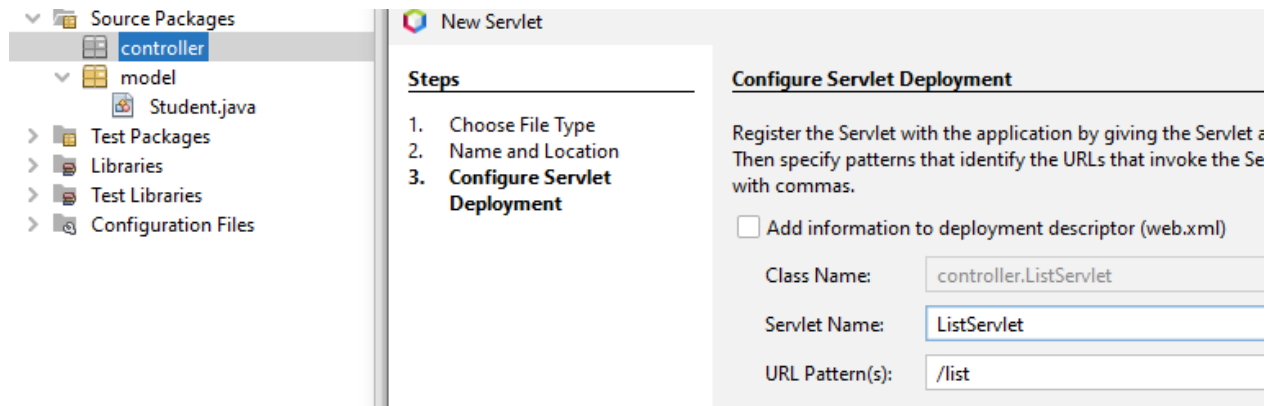 Source Packages
controller
model
Student.java
Test Packages
Libraries
Test Libraries
Configuration Files
New Servlet
Steps
1. Choose File Type
2. Name and Location
3. Configure Servlet
Deployment
Configure Servlet Deployment
Register the Servlet with the application by giving the Servlet a
Then specify patterns that identify the URLs that invoke the Se
with commas.
Add information to deployment descriptor (web.xml)
Class Name: controller.ListServlet
Servlet Name: ListServlet
URL Pattern(s): /list